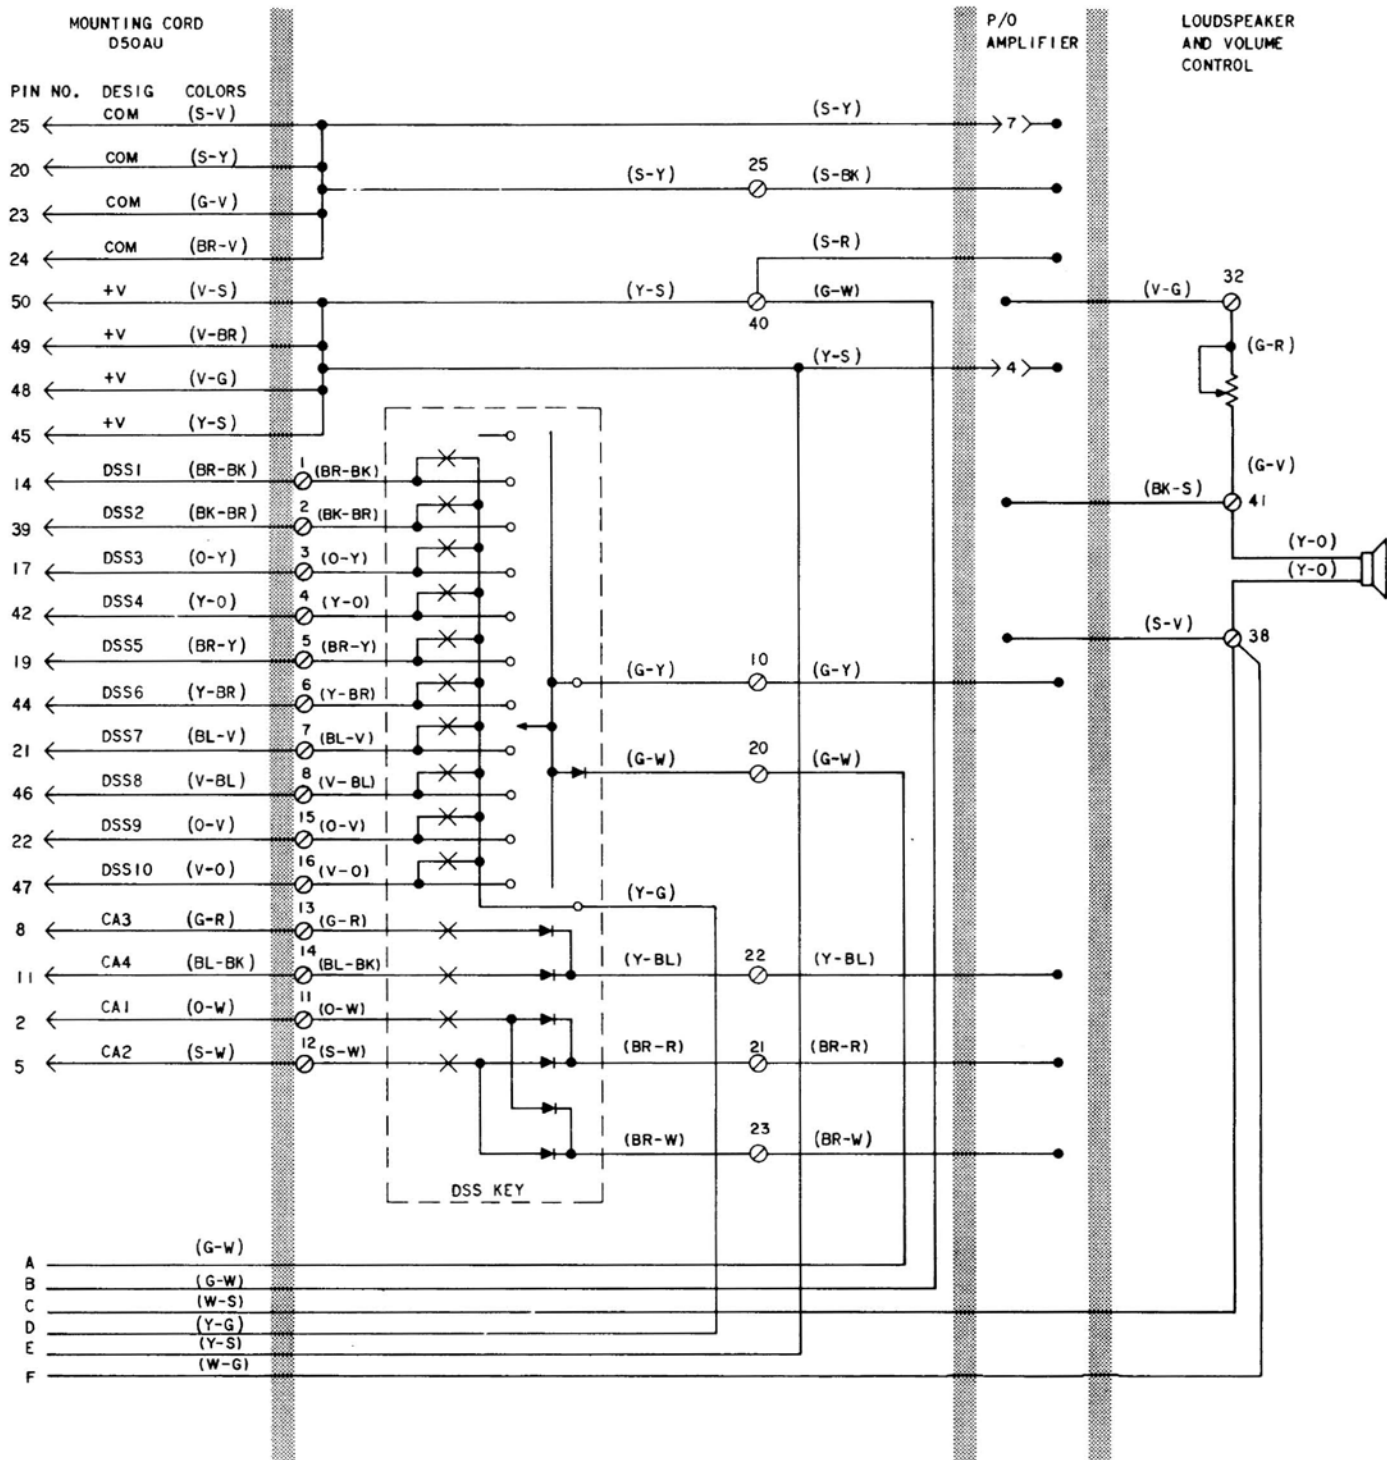 MOUNTING CORD
D50AU
P/O
AMPLIFIER
LOUDSPEAKER
AND VOLUME
CONTROL
PIN NO. DESIG COLORS
25 COM (S-V) (S-Y) 7
20 COM (S-Y) (S-Y) 25 (S-BK)
23 COM (G-V)
24 COM (BR-V) (S-R)
50 +V (V-S) (Y-S) 40 (G-W) (V-G) 32
49 +V (V-BR) (G-R)
48 +V (V-G) (Y-S) 4
45 +V (Y-S)
14 DSS1 (BR-BK) 1 (BR-BK) (G-V)
39 DSS2 (BK-BR) 2 (BK-BR) (BK-S) 41
17 DSS3 (O-Y) 3 (O-Y) (Y-O)
(Y-O)
42 DSS4 (Y-O) 4 (Y-O)
19 DSS5 (BR-Y) 5 (BR-Y) (S-V) 38
44 DSS6 (Y-BR) 6 (Y-BR) (G-Y) 10 (G-Y)
21 DSS7 (BL-V) 7 (BL-V)
46 DSS8 (V-BL) 8 (V-BL) (G-W) 20 (G-W)
22 DSS9 (O-V) 15 (O-V)
47 DSS10 (V-O) 16 (V-O) (Y-G)
8 CA3 (G-R) 13 (G-R)
11 CA4 (BL-BK) 14 (BL-BK) (Y-BL) 22 (Y-BL)
2 CA1 (O-W) 11 (O-W)
5 CA2 (S-W) 12 (S-W) (BR-R) 21 (BR-R)
(BR-W) 23 (BR-W)
DSS KEY
A (G-W)
B (G-W)
C (W-S)
D (Y-G)
E (Y-S)
F (W-G)